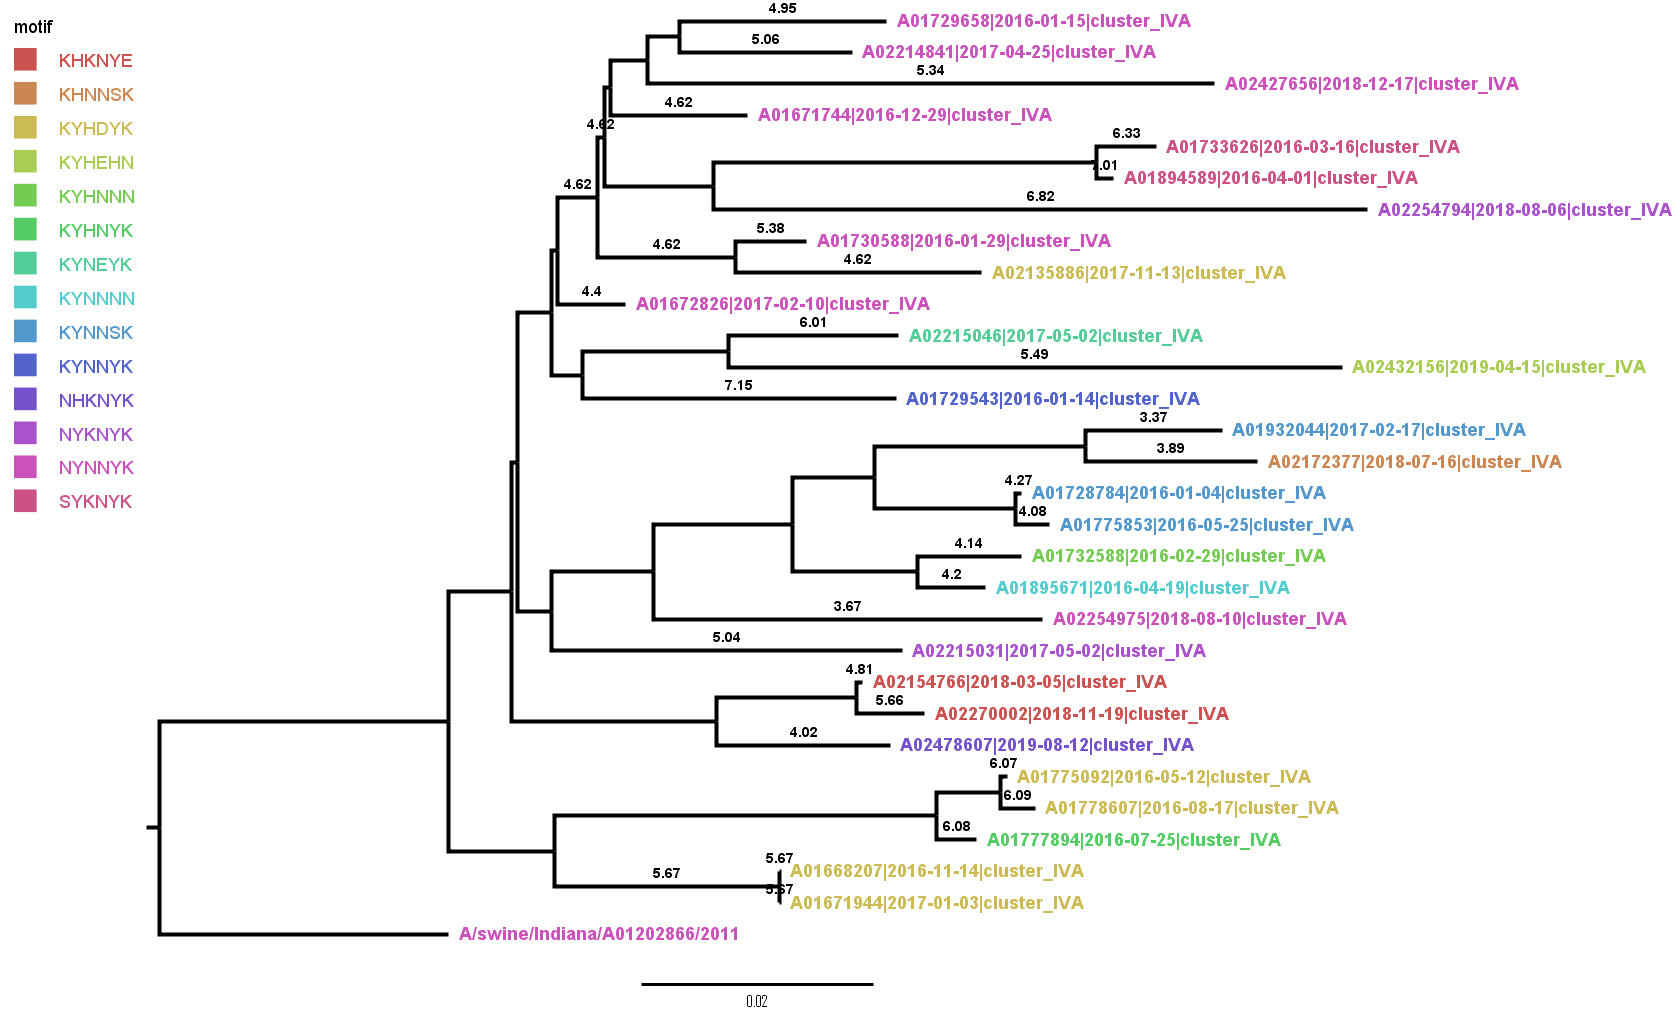 motif
KHKNYE
KHNNSK
KYHDYK
KYHEHN
KYHNNN
KYHNYK
KYNEYK
KYNNNN
KYNNSK
KYNNYK
NHKNYK
NYKNYK
NYNNYK
SYKNYK
4.95
A01729658|2016-01-15|cluster_IVA
5.06
A02214841|2017-04-25|cluster_IVA
5.34
A02427656|2018-12-17|cluster_IVA
4.62
A01671744|2016-12-29|cluster_IVA
4.62
6.33
A01733626|2016-03-16|cluster_IVA
.01
A01894589|2016-04-01|cluster_IVA
4.62
6.82
A02254794|2018-08-06|cluster_IVA
5.38
A01730588|2016-01-29|cluster_IVA
4.62
4.62
A02135886|2017-11-13|cluster_IVA
4.4
A01672826|2017-02-10|cluster_IVA
6.01
A02215046|2017-05-02|cluster_IVA
5.49
A02432156|2019-04-15|cluster_IVA
7.15
A01729543|2016-01-14|cluster_IVA
3.37
A01932044|2017-02-17|cluster_IVA
3.89
A02172377|2018-07-16|cluster_IVA
4.27
A01728784|2016-01-04|cluster_IVA
4.08
A01775853|2016-05-25|cluster_IVA
4.14
A01732588|2016-02-29|cluster_IVA
4.2
A01895671|2016-04-19|cluster_IVA
3.67
A02254975|2018-08-10|cluster_IVA
5.04
A02215031|2017-05-02|cluster_IVA
4.81
A02154766|2018-03-05|cluster_IVA
5.66
A02270002|2018-11-19|cluster_IVA
4.02
A02478607|2019-08-12|cluster_IVA
6.07
A01775092|2016-05-12|cluster_IVA
6.09
A01778607|2016-08-17|cluster_IVA
6.08
A01777894|2016-07-25|cluster_IVA
5.67
A01668207|2016-11-14|cluster_IVA
5.67
5.67
A01671944|2017-01-03|cluster_IVA
A/swine/Indiana/A01202866/2011
0.02